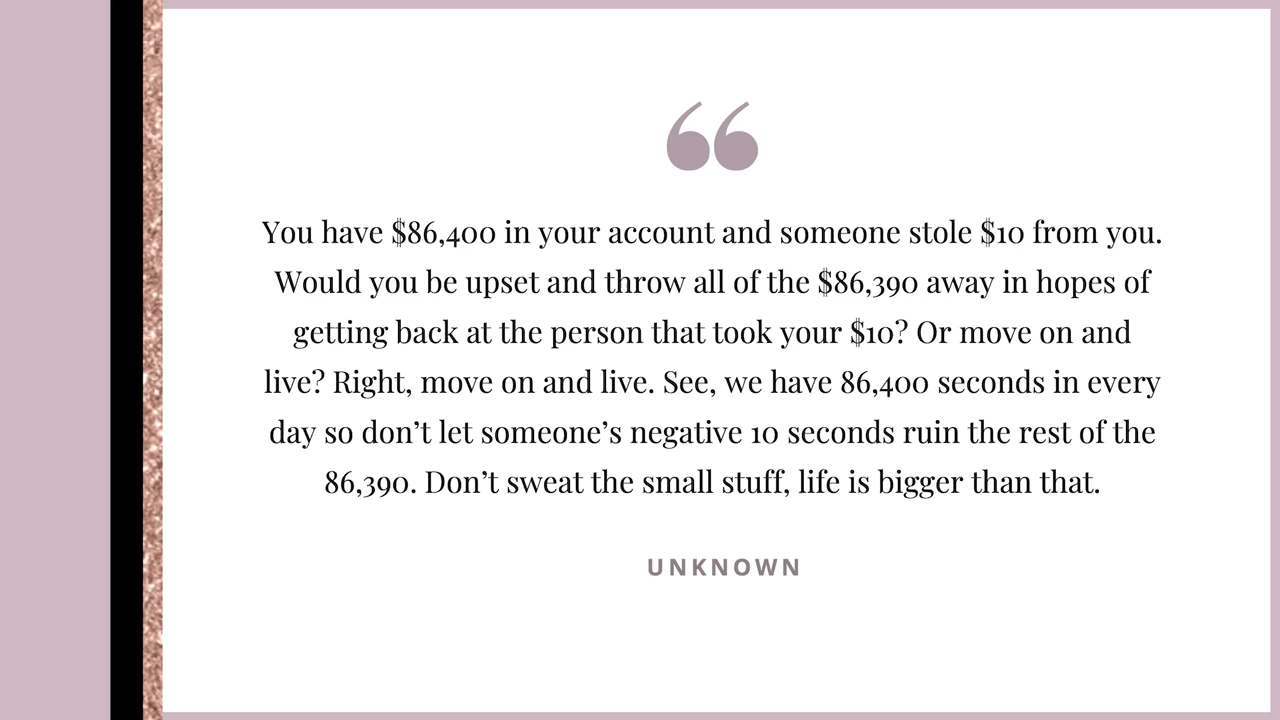 “
You have $86,400 in your account and someone stole $10 from you.
Would you be upset and throw all of the $86,390 away in hopes of
getting back at the person that took your $10? Or move on and
live? Right, move on and live. See, we have 86,400 seconds in every
day so don’t let someone’s negative 10 seconds ruin the rest of the
86,390. Don’t sweat the small stuff, life is bigger than that.
UNKNOWN